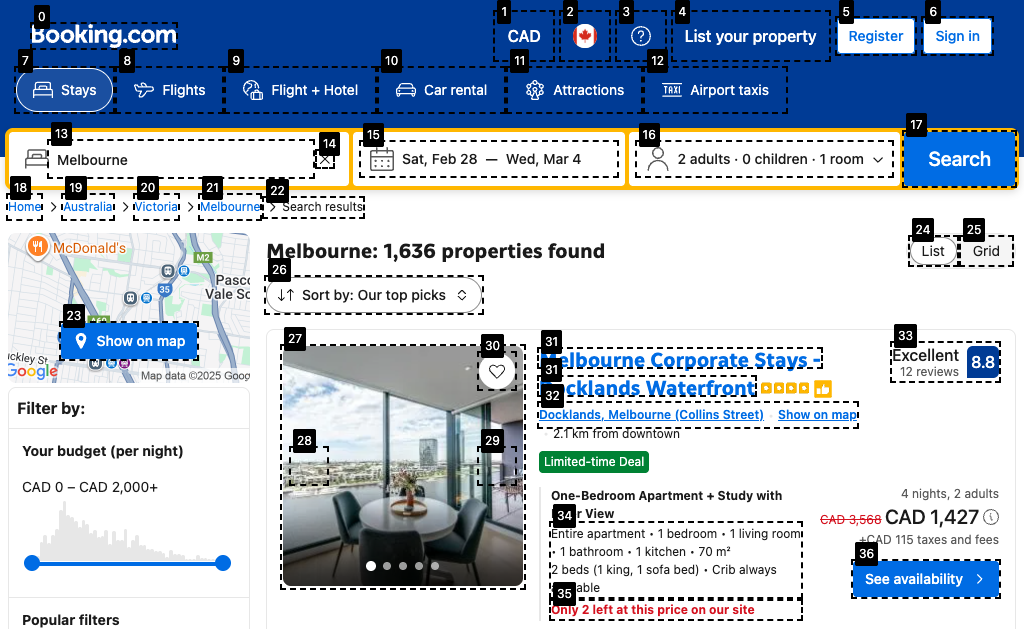 Booking.com
CAD
List your property
Register
Sign in
Stays
Flights
Flight + Hotel
Car rental
Attractions
Airport taxis
Melbourne
Sat, Feb 28 — Wed, Mar 4
2 adults · 0 children · 1 room
Search
Home
Australia
Victoria
Melbourne
Search results
McDonald's
M2
35
Pasco
Vale So
Show on map
ckley St
Google
Map data ©2025 Goog
Filter by:
Your budget (per night)
CAD 0 – CAD 2,000+
Popular filters
Melbourne: 1,636 properties found
List
Grid
Sort by: Our top picks
Melbourne Corporate Stays -
Docklands Waterfront
Excellent
12 reviews
8.8
Docklands, Melbourne (Collins Street)
Show on map
2.1 km from downtown
Limited-time Deal
One-Bedroom Apartment + Study with
View
Entire apartment • 1 bedroom • 1 living room
• 1 bathroom • 1 kitchen • 70 m²
2 beds (1 king, 1 sofa bed) • Crib always
Only 2 left at this price on our site
4 nights, 2 adults
CAD 3,568 CAD 1,427
+CAD 115 taxes and fees
See availability
0
1
2
3
4
5
6
7
8
9
10
11
12
13
14
15
16
17
18
19
20
21
22
23
24
25
26
27
28
29
30
31
31
32
33
34
35
36